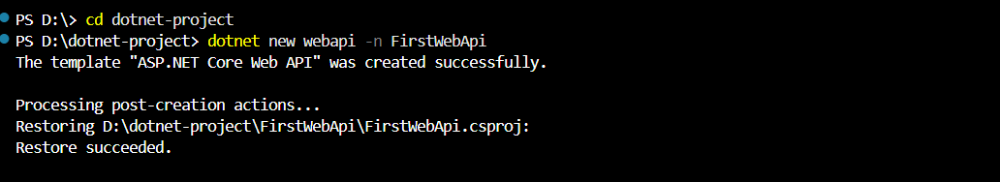 PS D:\> cd dotnet-project
PS D:\dotnet-project> dotnet new webapi -n FirstWebApi
The template "ASP.NET Core Web API" was created successfully.
Processing post-creation actions...
Restoring D:\dotnet-project\FirstWebApi\FirstWebApi.csproj:
Restore succeeded.